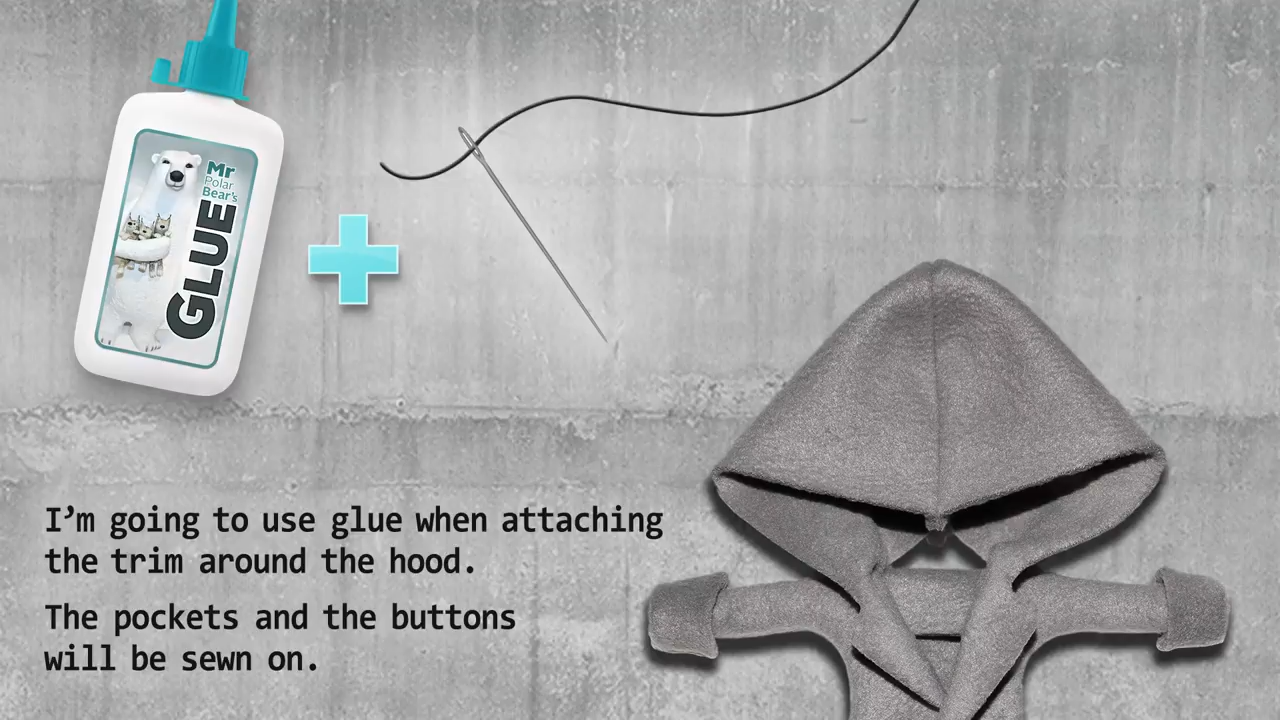 Mr
Polar
Bear's
GLUE
I'm going to use glue when attaching
the trim around the hood.
The pockets and the buttons
will be sewn on.